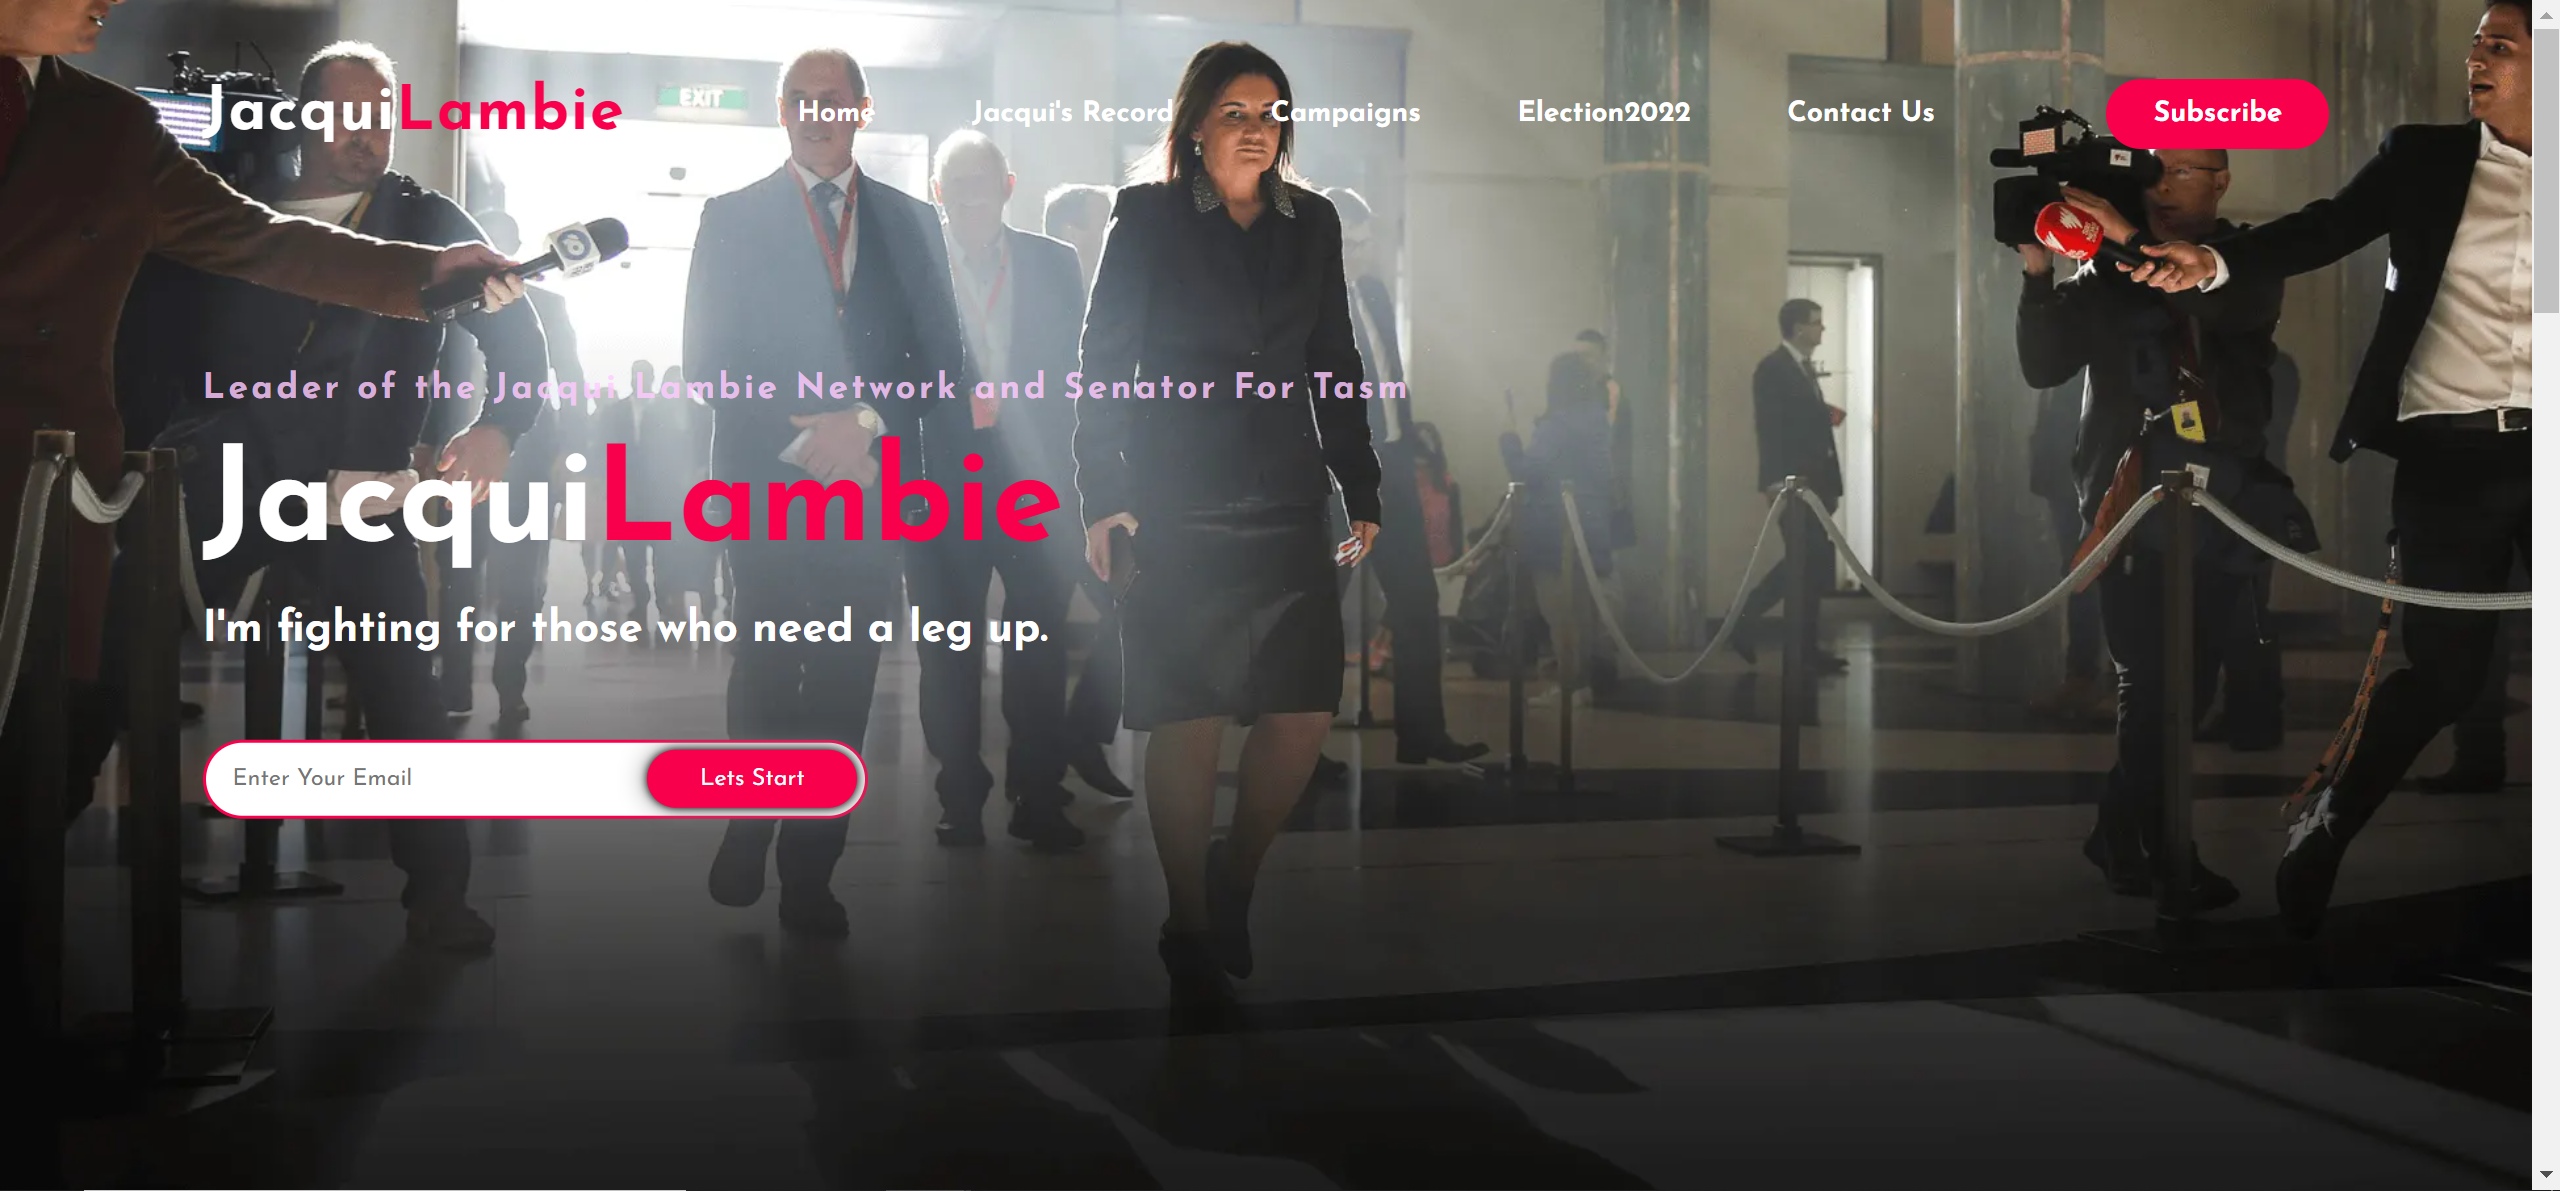 JacquiLambie
Home
Jacqui's Record
Campaigns
Election2022
Contact Us
Subscribe
EXIT
Leader of the Jacqui Lambie Network and Senator For Tasm
JacquiLambie
I'm fighting for those who need a leg up.
Enter Your Email
Lets Start